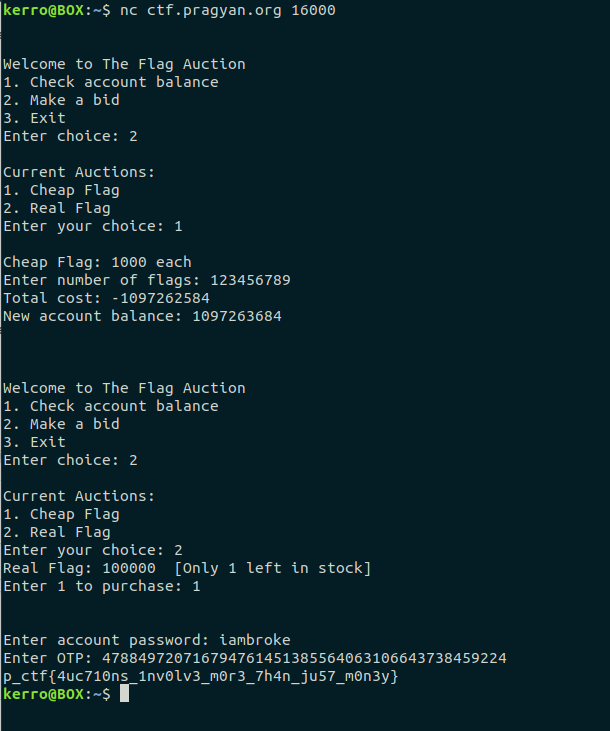 kerro@BOX:~$ nc ctf.pragyan.org 16000
Welcome to The Flag Auction
1. Check account balance
2. Make a bid
3. Exit
Enter choice: 2
Current Auctions:
1. Cheap Flag
2. Real Flag
Enter your choice: 1
Cheap Flag: 1000 each
Enter number of flags: 123456789
Total cost: -1097262584
New account balance: 1097263684
Welcome to The Flag Auction
1. Check account balance
2. Make a bid
3. Exit
Enter choice: 2
Current Auctions:
1. Cheap Flag
2. Real Flag
Enter your choice: 2
Real Flag: 100000  [Only 1 left in stock]
Enter 1 to purchase: 1
Enter account password: iambroke
Enter OTP: 4788497207167947614513855640631066437384​59224
p_ctf{4uc710ns_1nv0lv3_m0r3_7h4n_ju57_m0n3y}
kerro@BOX:~$